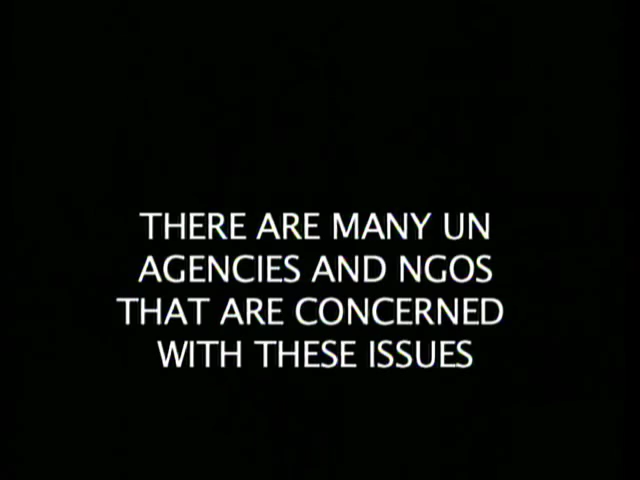 THERE ARE MANY UN
AGENCIES AND NGOS
THAT ARE CONCERNED
WITH THESE ISSUES